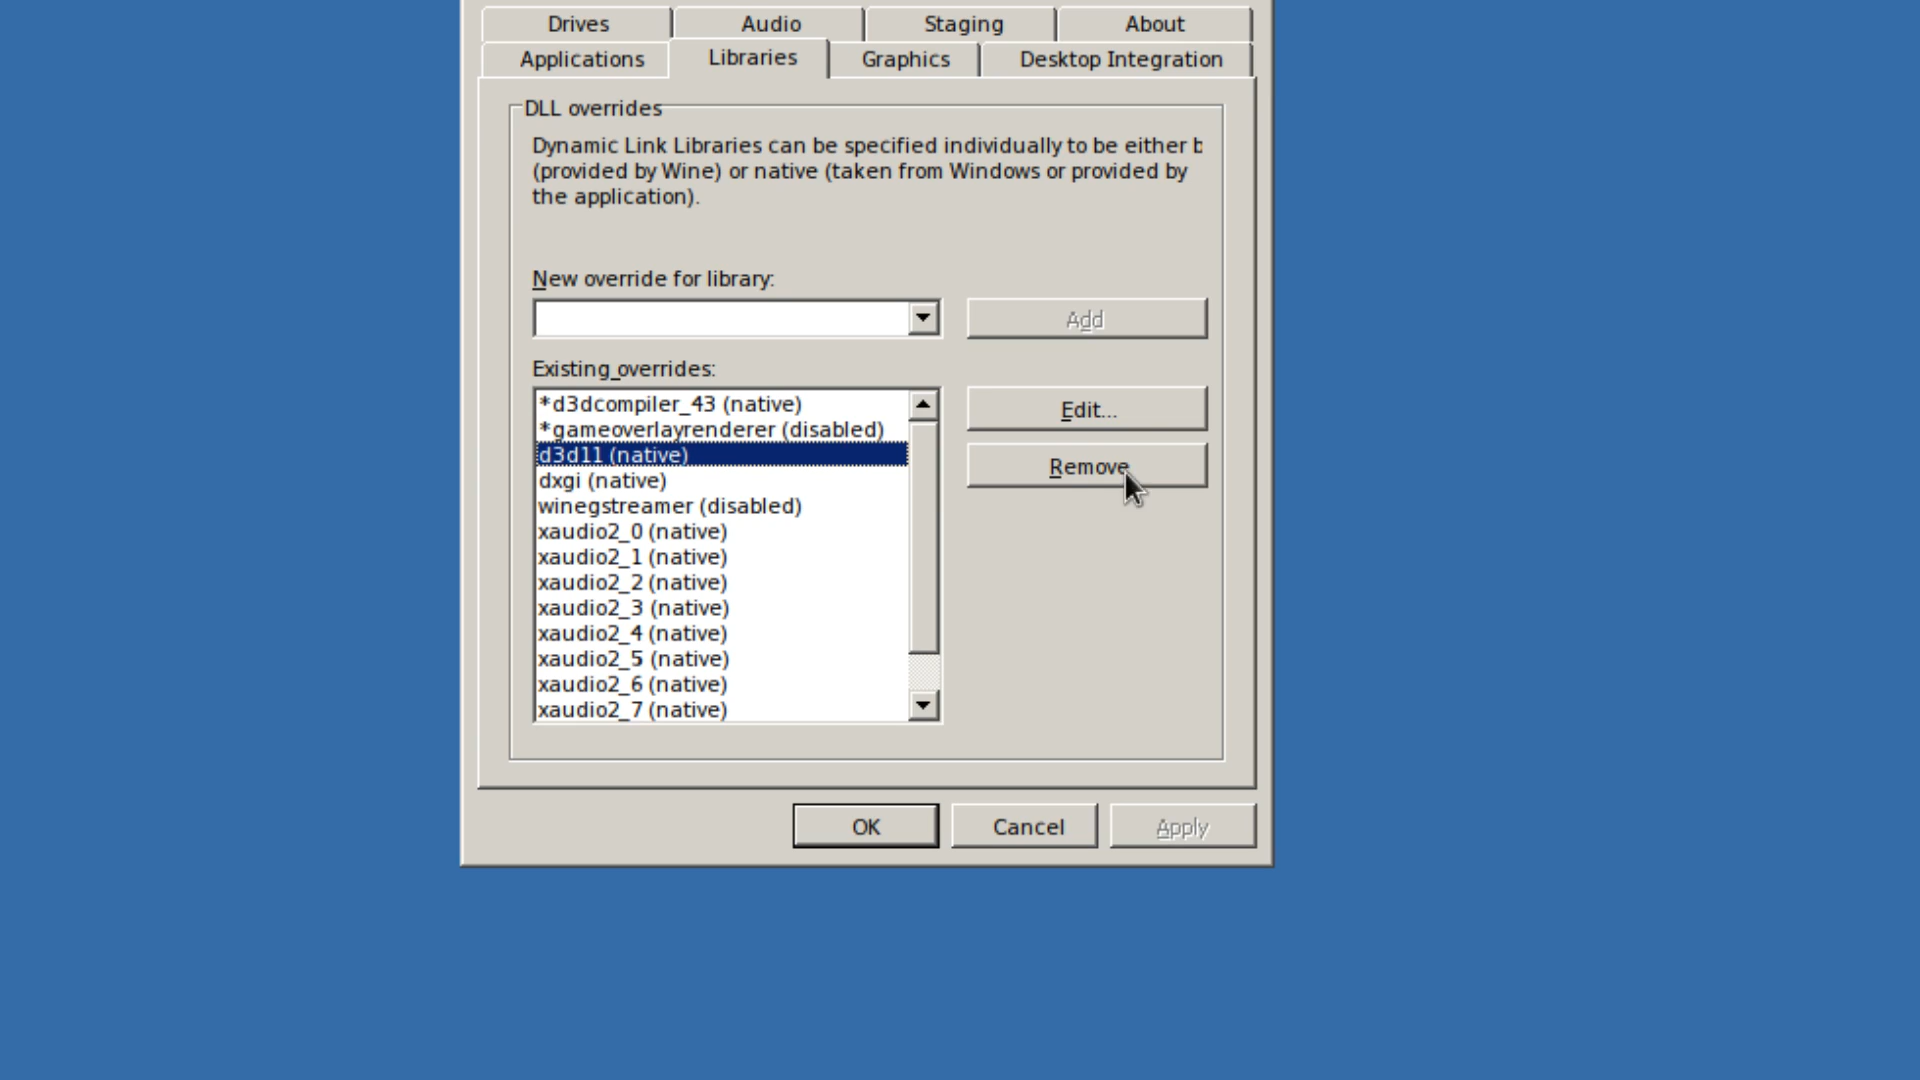 Drives Audio Staging About
Applications Libraries Graphics Desktop Integration
DLL overrides
Dynamic Link Libraries can be specified individually to be either b
(provided by Wine) or native (taken from Windows or provided by
the application).
New override for library:
Add
Existing overrides:
*d3dcompiler_43 (native)
*gameoverlayrenderer (disabled)
d3d11 (native)
dxgi (native)
winegstreamer (disabled)
xaudio2_0 (native)
xaudio2_1 (native)
xaudio2_2 (native)
xaudio2_3 (native)
xaudio2_4 (native)
xaudio2_5 (native)
xaudio2_6 (native)
xaudio2_7 (native)
Edit...
Remove
OK Cancel Apply